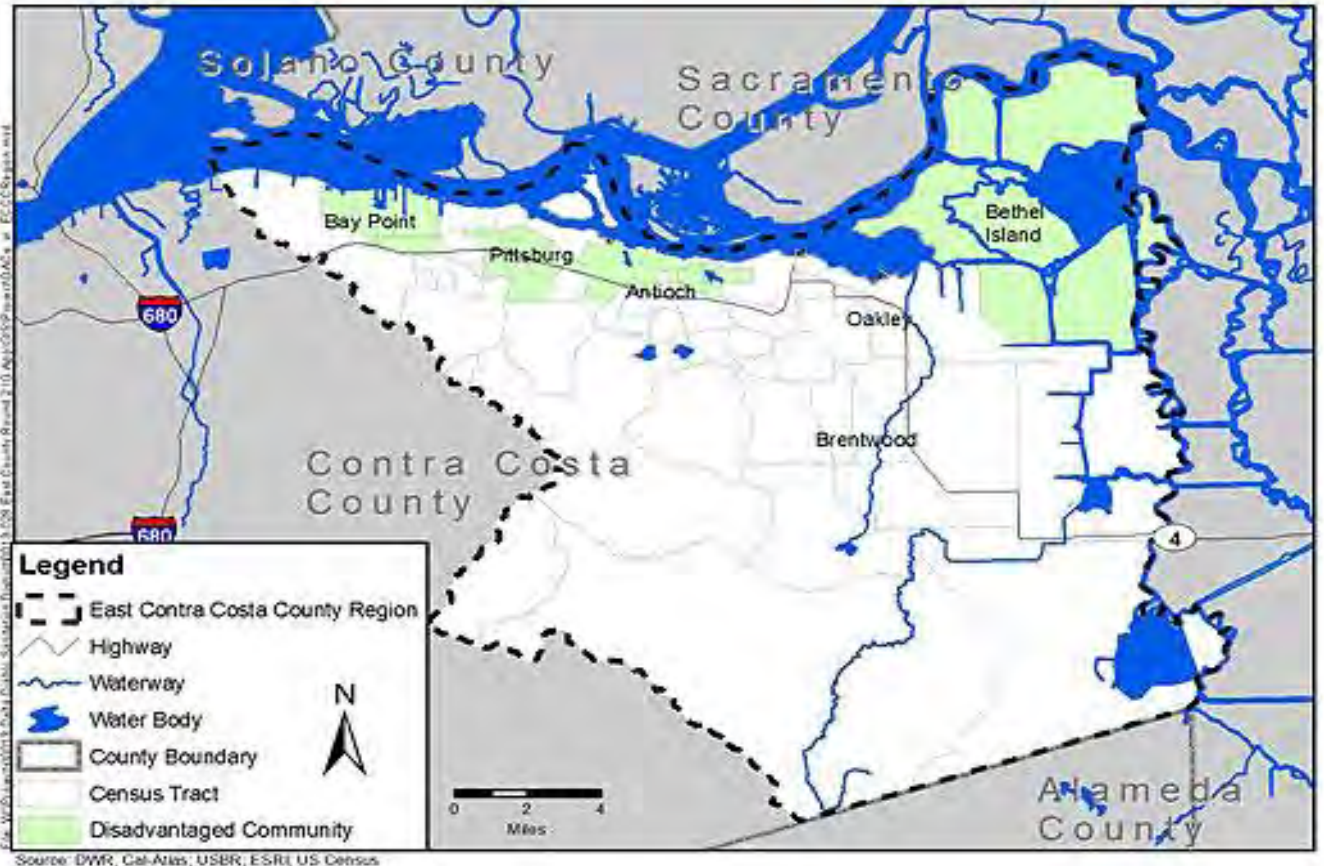 Solano County
Sacramento
County
Bay Point
Pittsburg
Antioch
Bethel
Island
Oakley
680
Brentwood
Contra Costa
County
680
4
Legend
East Contra Costa County Region
Highway
Waterway
Water Body
County Boundary
Census Tract
Disadvantaged Community
N
0 2 4
Miles
Alameda
County
Source: DWR, Cal-Atlas; USBR; ESRI; US Census